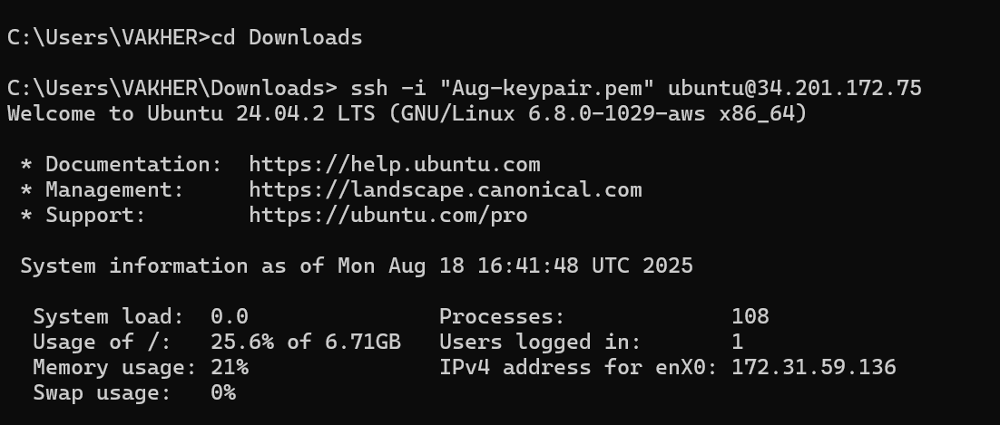 C:\Users\VAKHER>cd Downloads
C:\Users\VAKHER\Downloads> ssh -i "Aug-keypair.pem" ubuntu@34.201.172.75
Welcome to Ubuntu 24.04.2 LTS (GNU/Linux 6.8.0-1029-aws x86_64)
* Documentation:  https://help.ubuntu.com
* Management:     https://landscape.canonical.com
* Support:        https://ubuntu.com/pro
System information as of Mon Aug 18 16:41:48 UTC 2025
System load:  0.0               Processes:             108
Usage of /:   25.6% of 6.71GB   Users logged in:       1
Memory usage: 21%               IPv4 address for enX0: 172.31.59.136
Swap usage:   0%